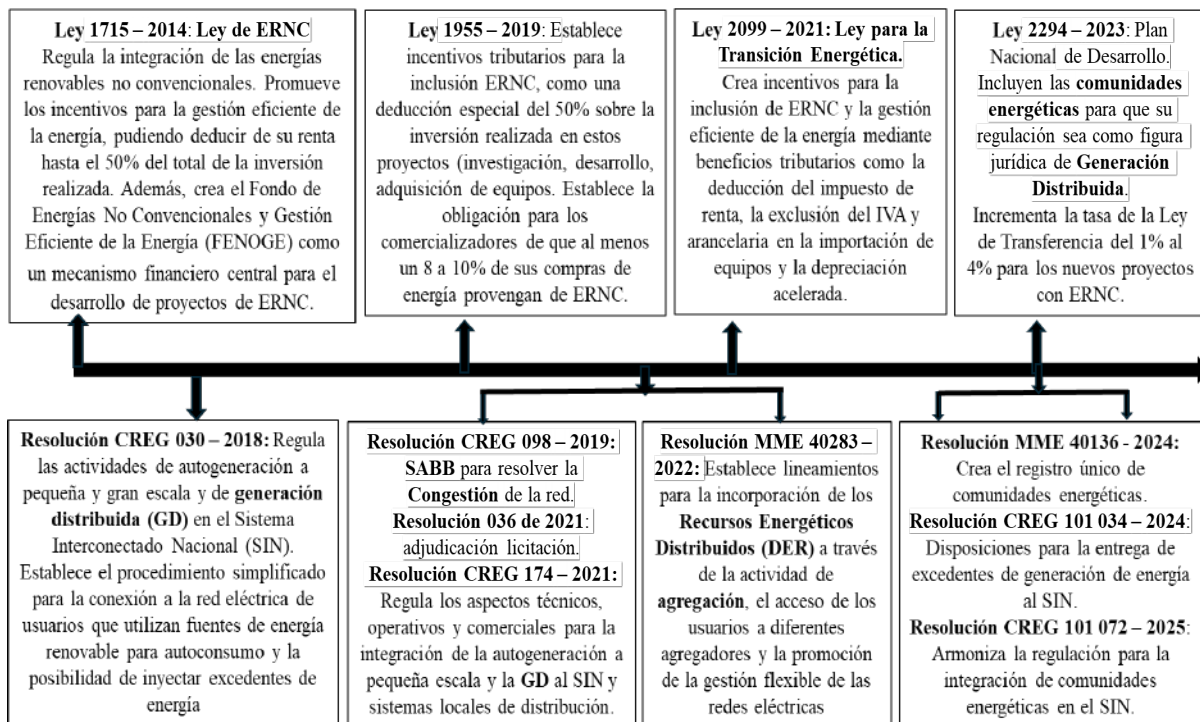 Ley 1715 – 2014: Ley de ERNC
Regula la integración de las energías
renovables no convencionales. Promueve
los incentivos para la gestión eficiente de
la energía, pudiendo deducir de su renta
hasta el 50% del total de la inversión
realizada. Además, crea el Fondo de
Energías No Convencionales y Gestión
Eficiente de la Energía (FENOGE) como
un mecanismo financiero central para el
desarrollo de proyectos de ERNC.
Ley 1955 – 2019: Establece
incentivos tributarios para la
inclusión ERNC, como una
deducción especial del 50% sobre la
inversión realizada en estos
proyectos (investigación, desarrollo,
adquisición de equipos. Establece la
obligación para los
comercializadores de que al menos
un 8 a 10% de sus compras de
energía provengan de ERNC.
Ley 2099 – 2021: Ley para la
Transición Energética.
Crea incentivos para la
inclusión de ERNC y la gestión
eficiente de la energía mediante
beneficios tributarios como la
deducción del impuesto de
renta, la exclusión del IVA y
arancelaria en la importación de
equipos y la depreciación
acelerada.
Ley 2294 – 2023: Plan
Nacional de Desarrollo.
Incluyen las comunidades
energéticas para que su
regulación sea como figura
jurídica de Generación
Distribuida.
Incrementa la tasa de la Ley
de Transferencia del 1% al
4% para los nuevos proyectos
con ERNC.
Resolución CREG 030 – 2018: Regula
las actividades de autogeneración a
pequeña y gran escala y de generación
distribuida (GD) en el Sistema
Interconectado Nacional (SIN).
Establece el procedimiento simplificado
para la conexión a la red eléctrica de
usuarios que utilizan fuentes de energía
renovable para autoconsumo y la
posibilidad de inyectar excedentes de
energía
Resolución CREG 098 – 2019:
SABB para resolver la
Congestión de la red.
Resolución 036 de 2021:
adjudicación licitación.
Resolución CREG 174 – 2021:
Regula los aspectos técnicos,
operativos y comerciales para la
integración de la autogeneración a
pequeña escala y la GD al SIN y
sistemas locales de distribución.
Resolución MME 40283 –
2022: Establece lineamientos
para la incorporación de los
Recursos Energéticos
Distribuidos (DER) a través
de la actividad de
agregación, el acceso de los
usuarios a diferentes
agregadores y la promoción
de la gestión flexible de las
redes eléctricas
Resolución MME 40136 - 2024:
Crea el registro único de
comunidades energéticas.
Resolución CREG 101 034 – 2024:
Disposiciones para la entrega de
excedentes de generación de energía
al SIN.
Resolución CREG 101 072 – 2025:
Armoniza la regulación para la
integración de comunidades
energéticas en el SIN.